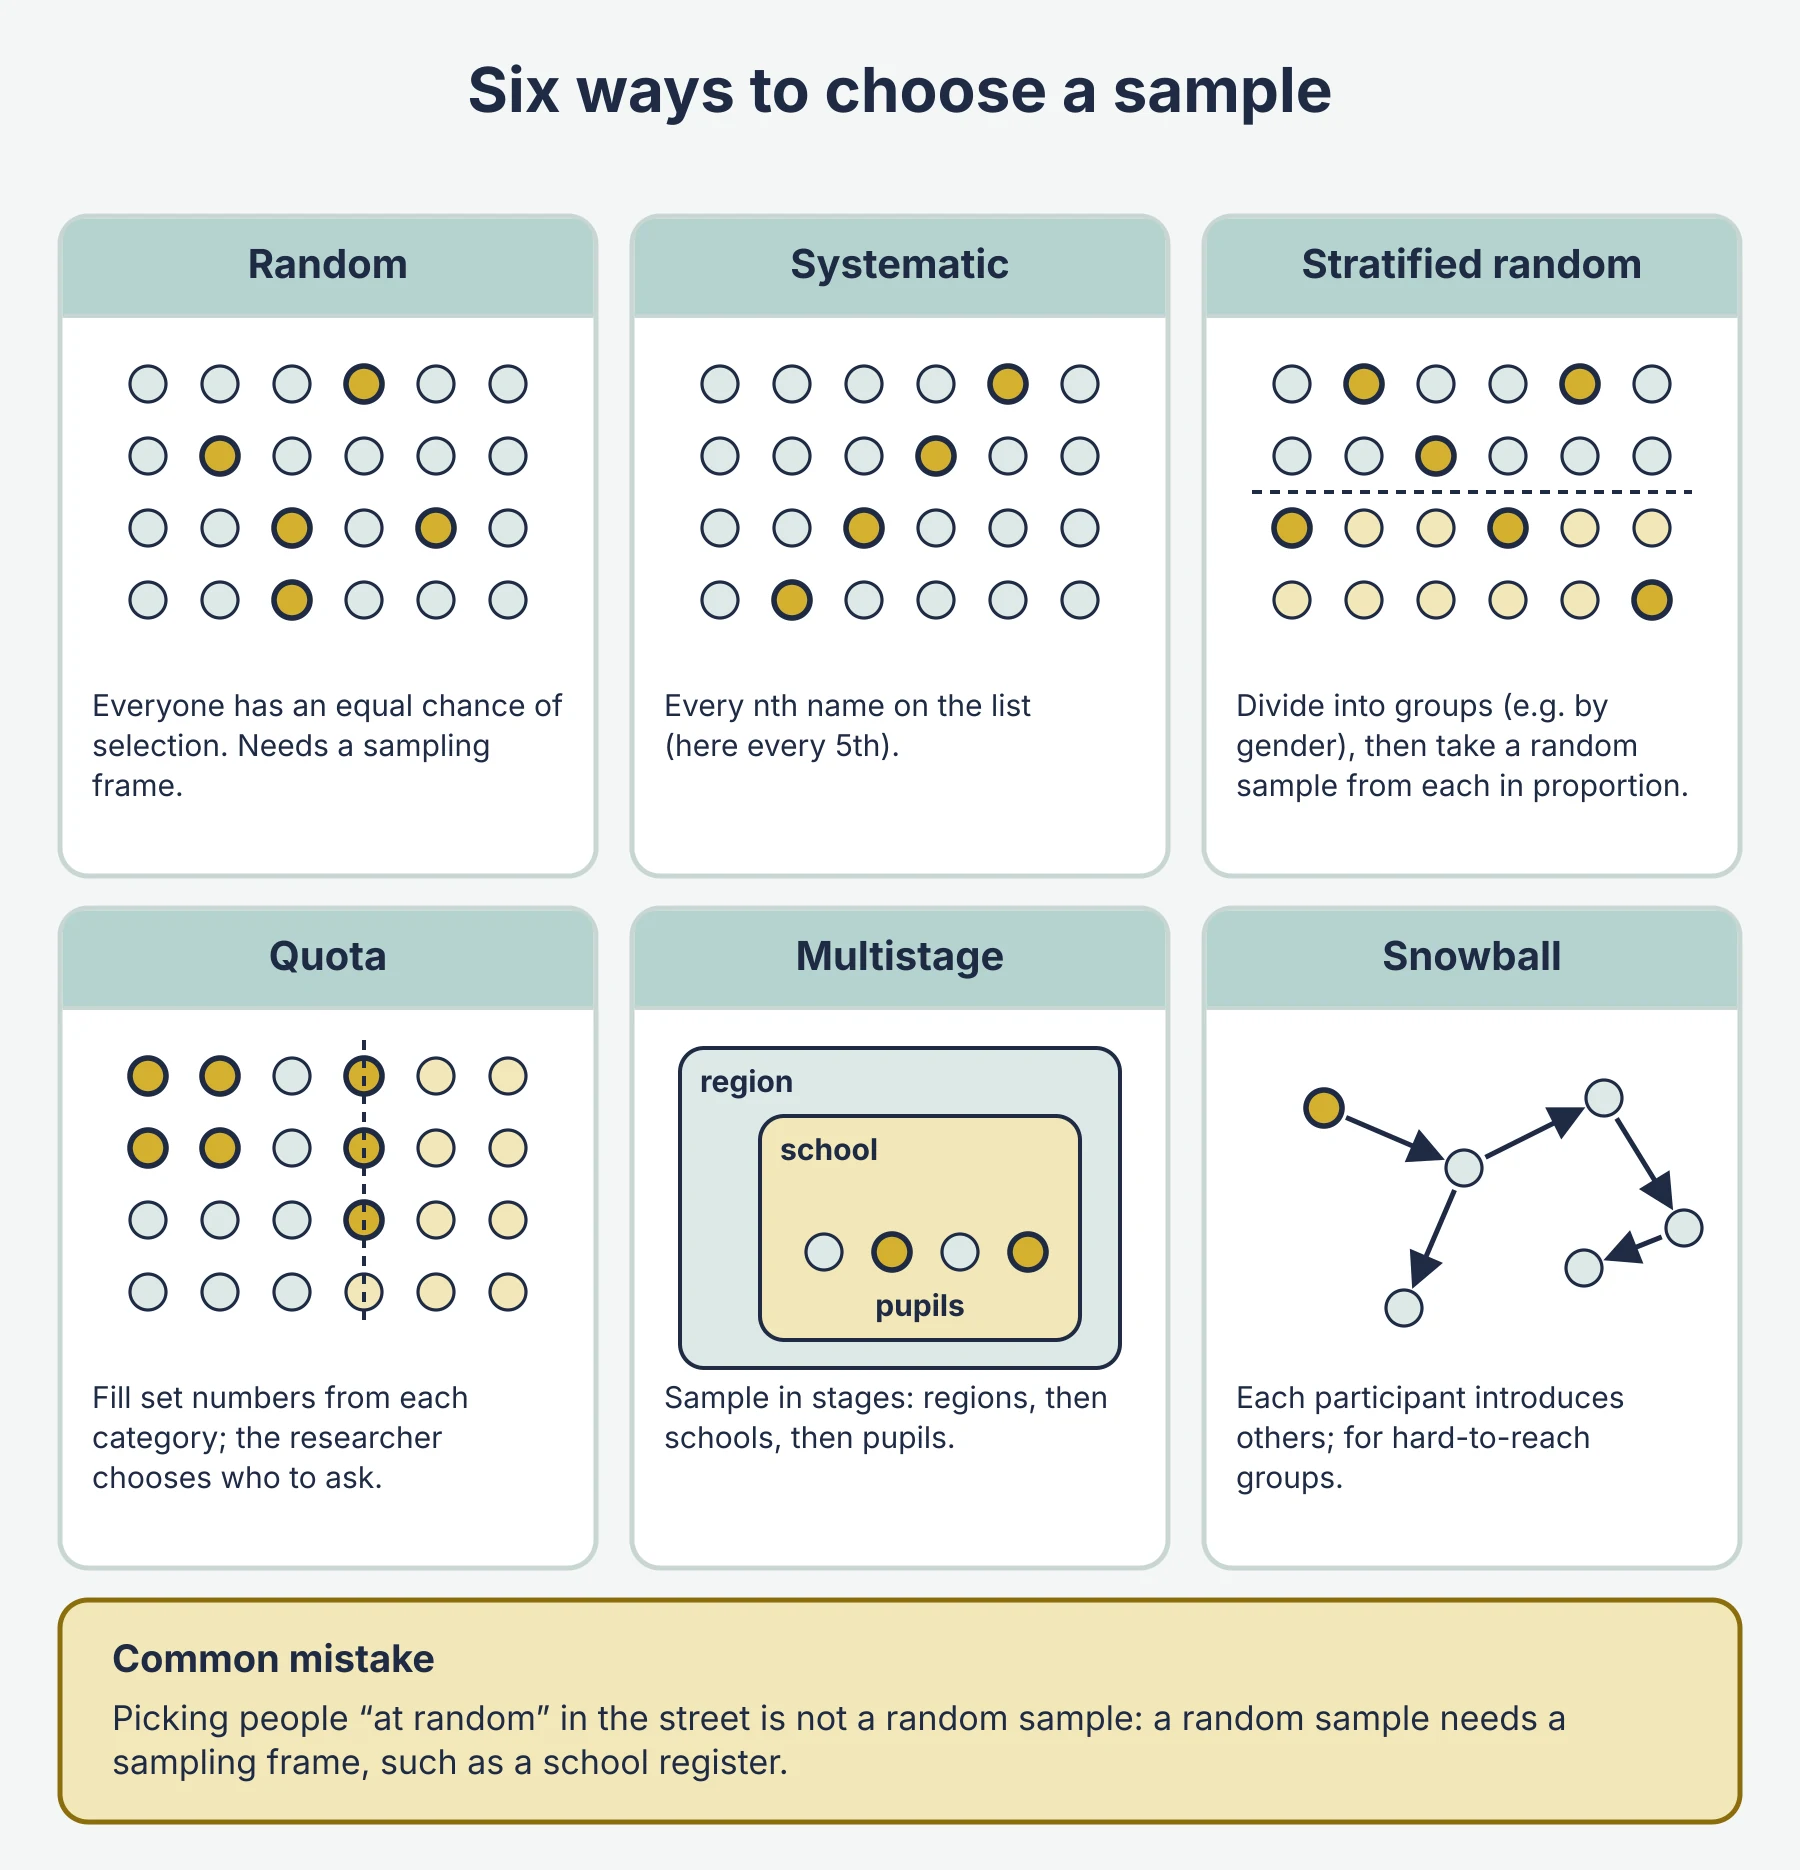 Six ways to choose a sample
Random
Everyone has an equal chance of
selection. Needs a sampling
frame.
Systematic
Every nth name on the list
(here every 5th).
Stratified random
Divide into groups (e.g. by
gender), then take a random
sample from each in proportion.
Quota
Fill set numbers from each
category; the researcher
chooses who to ask.
Multistage
region
school
pupils
Sample in stages: regions, then
schools, then pupils.
Snowball
Each participant introduces
others; for hard-to-reach
groups.
Common mistake
Picking people “at random” in the street is not a random sample: a random sample needs a
sampling frame, such as a school register.